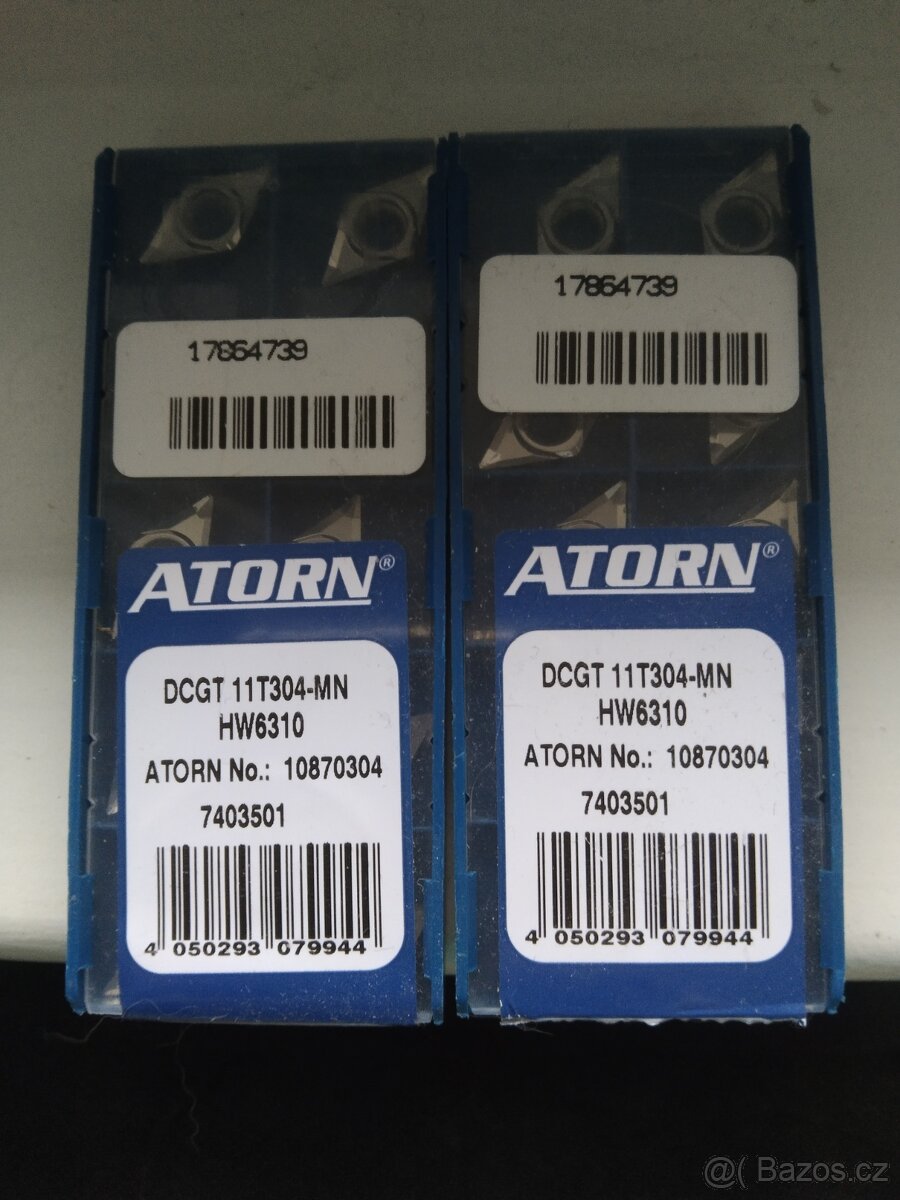 17864739
ATORN®
DCGT 11T304-MN
HW6310
ATORN No.: 10870304
7403501
4 050293 079944
17864739
ATORN®
DCGT 11T304-MN
HW6310
ATORN No.: 10870304
7403501
4 050293 079944
@( Bazos.cz